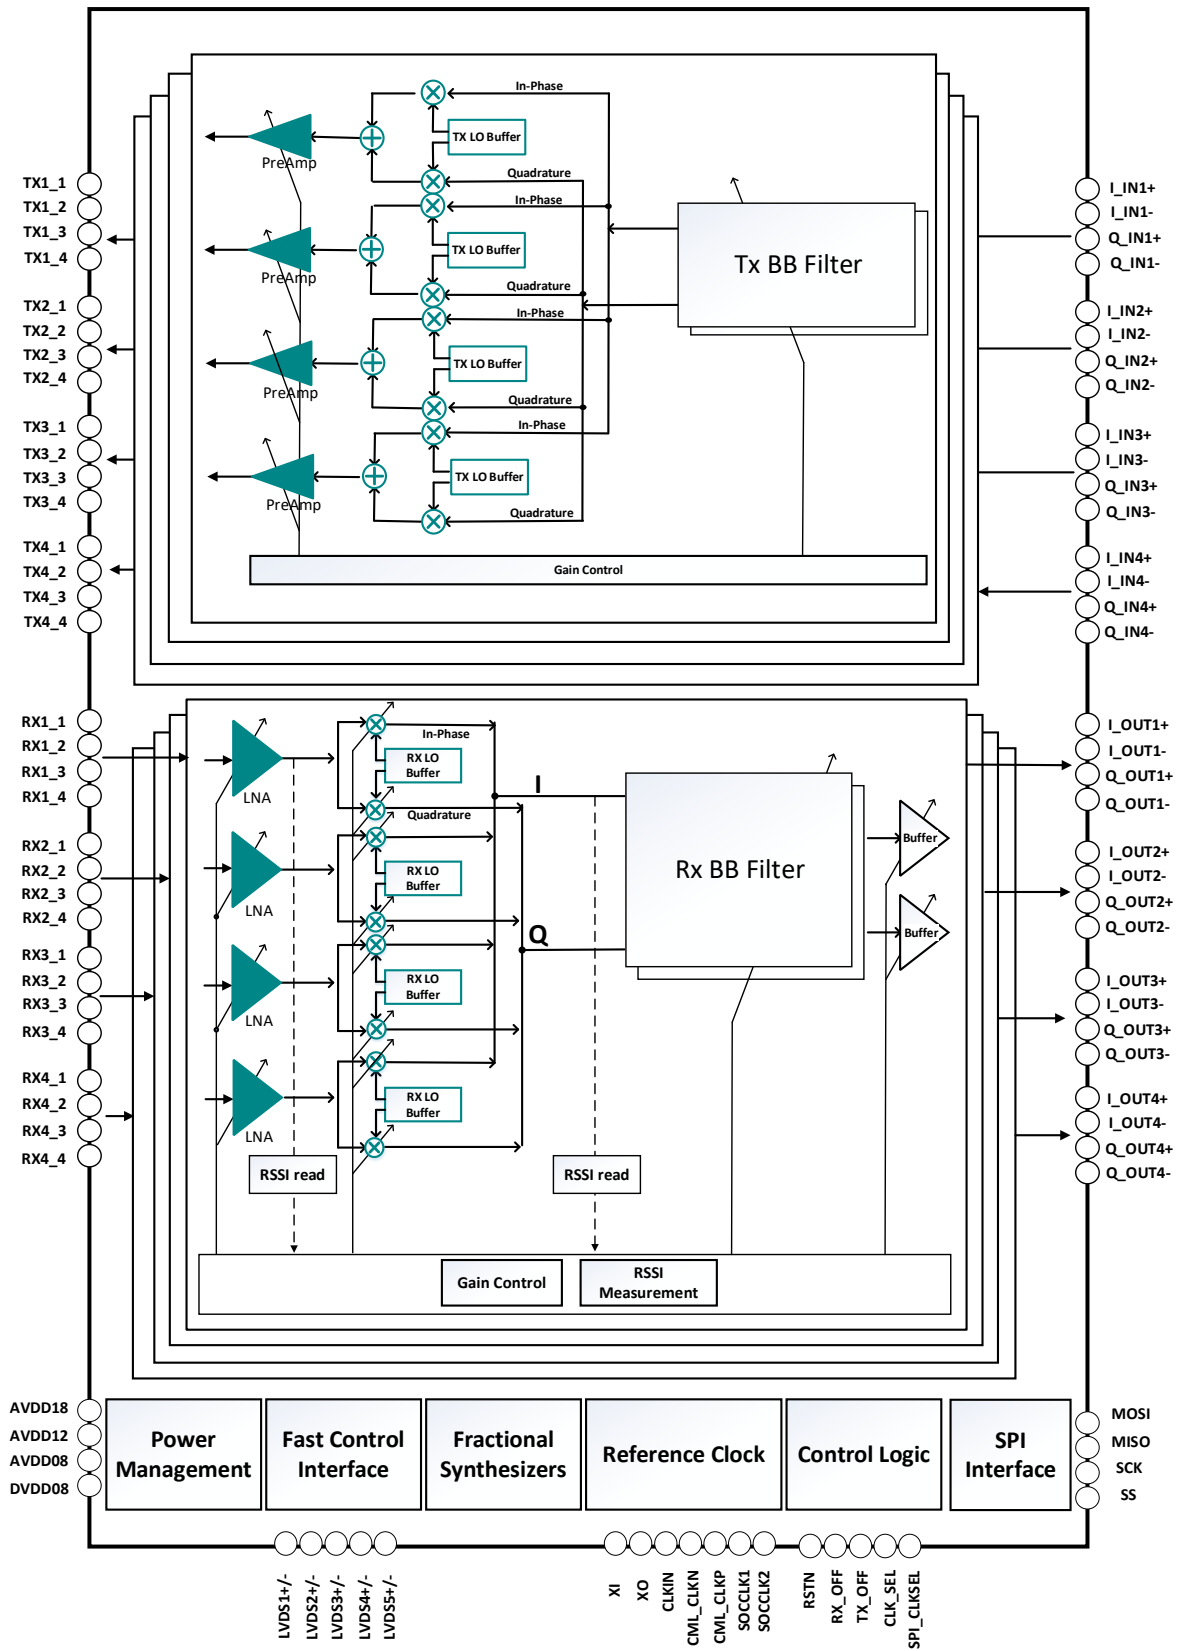 In-Phase
TX LO Buffer
PreAmp
Quadrature
In-Phase
TX LO Buffer
PreAmp
Quadrature
In-Phase
TX LO Buffer
PreAmp
Quadrature
In-Phase
TX LO Buffer
PreAmp
Quadrature
Tx BB Filter
Gain Control
TX1_1
TX1_2
TX1_3
TX1_4
TX2_1
TX2_2
TX2_3
TX2_4
TX3_1
TX3_2
TX3_3
TX3_4
TX4_1
TX4_2
TX4_3
TX4_4
I_IN1+
I_IN1-
Q_IN1+
Q_IN1-
I_IN2+
I_IN2-
Q_IN2+
Q_IN2-
I_IN3+
I_IN3-
Q_IN3+
Q_IN3-
I_IN4+
I_IN4-
Q_IN4+
Q_IN4-
RX1_1
RX1_2
RX1_3
RX1_4
RX2_1
RX2_2
RX2_3
RX2_4
RX3_1
RX3_2
RX3_3
RX3_4
RX4_1
RX4_2
RX4_3
RX4_4
In-Phase
RX LO
Buffer
LNA
Quadrature
RX LO
Buffer
LNA
RX LO
Buffer
LNA
RX LO
Buffer
LNA
I
Q
Rx BB Filter
Buffer
Buffer
RSSI read
RSSI read
Gain Control
RSSI
Measurement
I_OUT1+
I_OUT1-
Q_OUT1+
Q_OUT1-
I_OUT2+
I_OUT2-
Q_OUT2+
Q_OUT2-
I_OUT3+
I_OUT3-
Q_OUT3+
Q_OUT3-
I_OUT4+
I_OUT4-
Q_OUT4+
Q_OUT4-
AVDD18
AVDD12
AVDD08
DVDD08
Power
Management
Fast Control
Interface
Fractional
Synthesizers
Reference Clock
Control Logic
SPI
Interface
MOSI
MISO
SCK
SS
LVDS1+/-
LVDS2+/-
LVDS3+/-
LVDS4+/-
LVDS5+/-
XI
XO
CLKIN
CML_CLKN
CML_CLKP
SOCCLK1
SOCCLK2
RSTN
RX_OFF
TX_OFF
CLK_SEL
SPI_CLKSEL